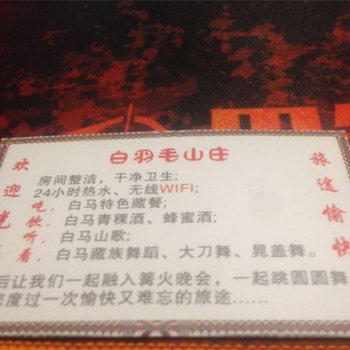 白羽毛山庄
欢迎光
看
旅途愉快
房间整洁，干净卫生;
24小时热水、无线WIFI;
吃，白马特色藏餐;
饮，白马青稞酒、蜂蜜酒;
听，白马山歌;
看，白马藏族舞蹈、大刀舞、晃盖舞。
后让我们一起融入篝火晚会，一起跳圆圆舞
度过一次愉快又难忘的旅途……